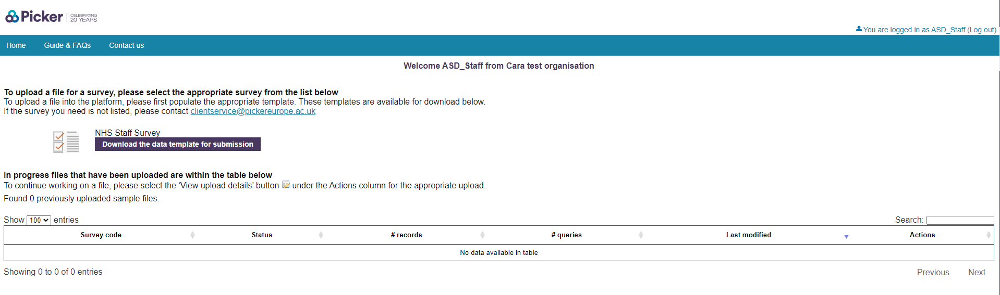 Picker
CELEBRATING
20 YEARS
You are logged in as ASD_Staff (Log out)
Home Guide & FAQs Contact us
Welcome ASD_Staff from Cara test organisation
To upload a file for a survey, please select the appropriate survey from the list below
To upload a file into the platform, please first populate the appropriate template. These templates are available for download below.
If the survey you need is not listed, please contact clientservice@pickereurope.ac.uk
NHS Staff Survey
Download the data template for submission
In progress files that have been uploaded are within the table below
To continue working on a file, please select the ‘View upload details’ button under the Actions column for the appropriate upload.
Found 0 previously uploaded sample files.
Show 100 entries Search:
Survey code Status # records # queries Last modified Actions
No data available in table
Showing 0 to 0 of 0 entries Previous Next